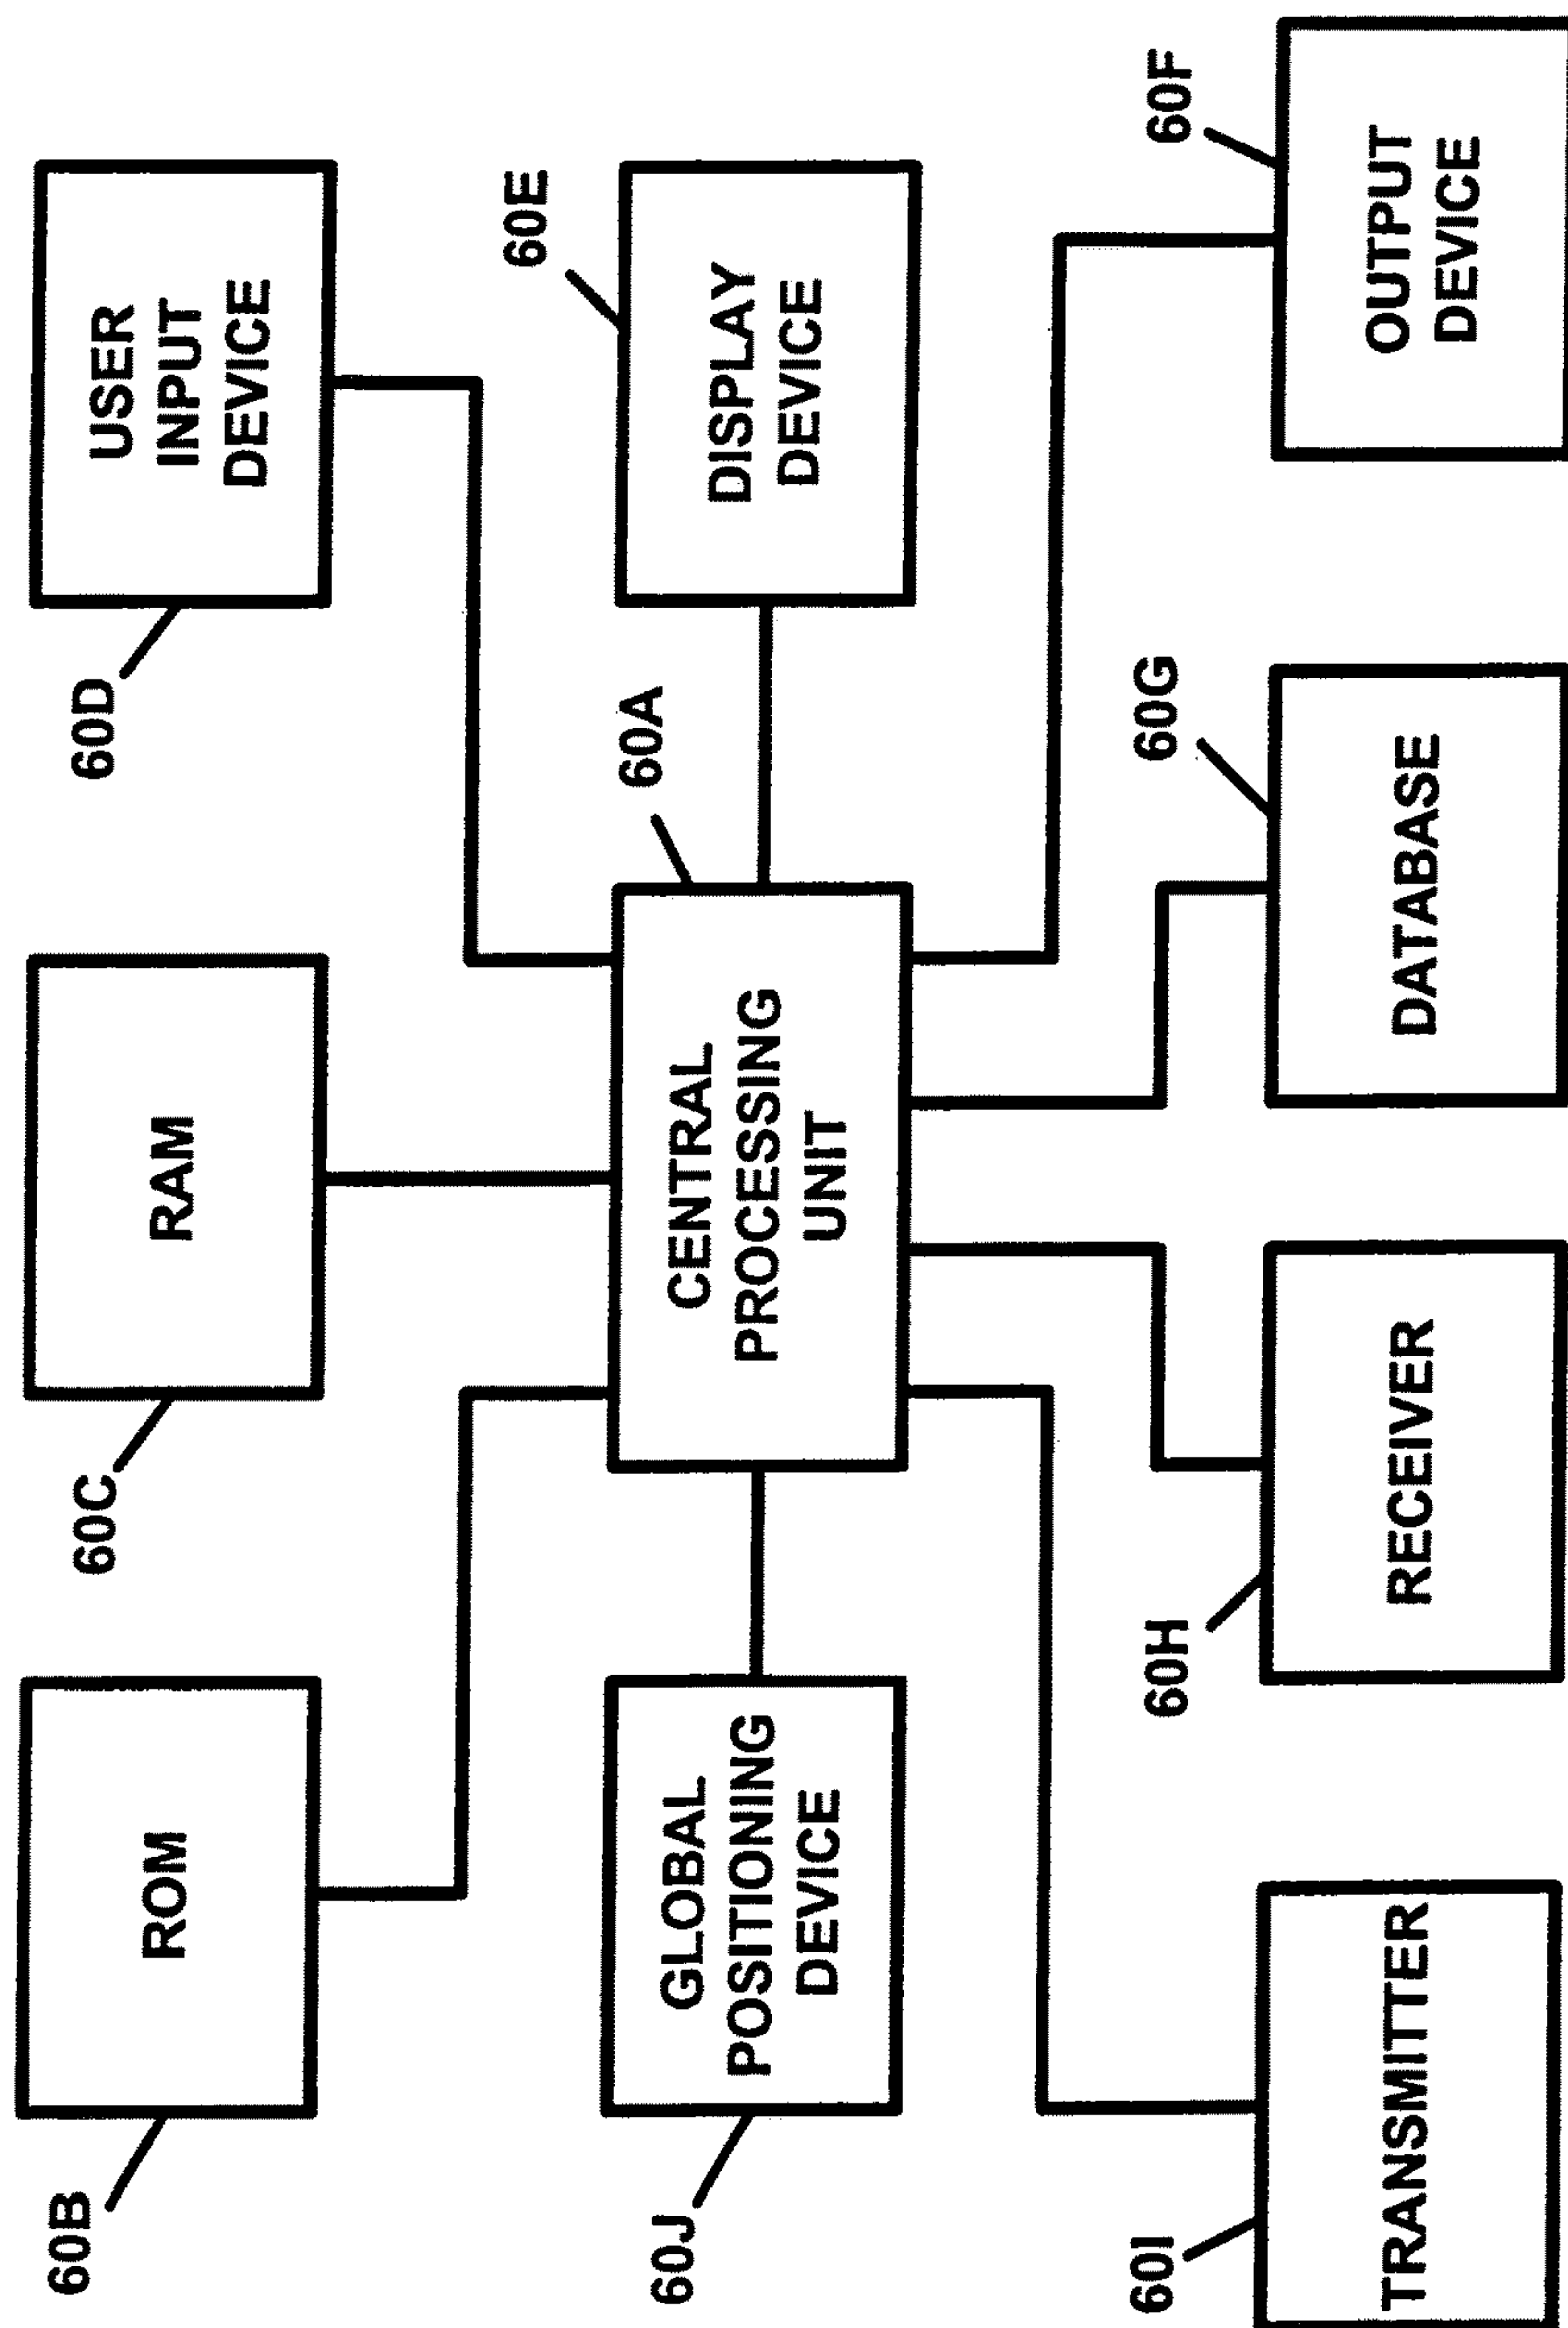 60B
ROM
60C
RAM
60D
USER
INPUT
DEVICE
60J
GLOBAL
POSITIONING
DEVICE
60A
CENTRAL
PROCESSING
UNIT
60E
DISPLAY
DEVICE
60I
TRANSMITTER
60H
RECEIVER
60G
DATABASE
60F
OUTPUT
DEVICE